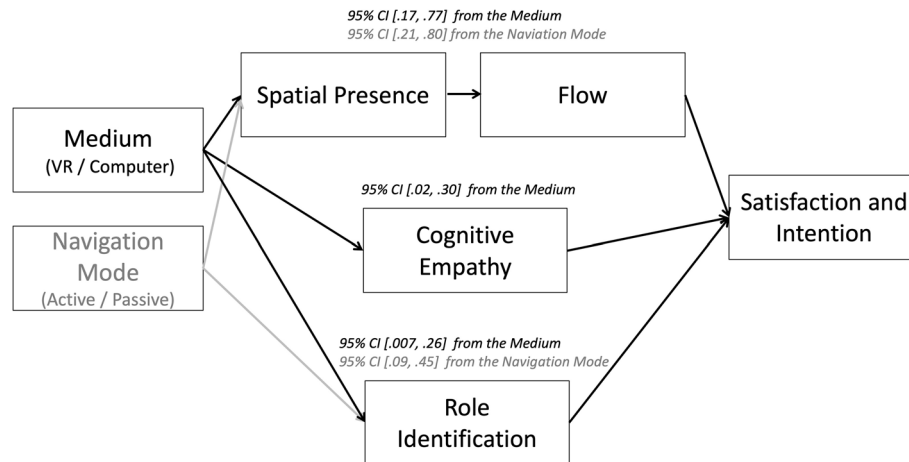 95% CI [.17, .77] from the Medium
95% CI [.21, .80] from the Naviation Mode
Spatial Presence
Flow
Medium
(VR / Computer)
95% CI [.02, .30] from the Medium
Satisfaction and
Intention
Navigation
Mode
(Active / Passive)
Cognitive
Empathy
95% CI [.007, .26] from the Medium
95% CI [.09, .45] from the Navigation Mode
Role
Identification